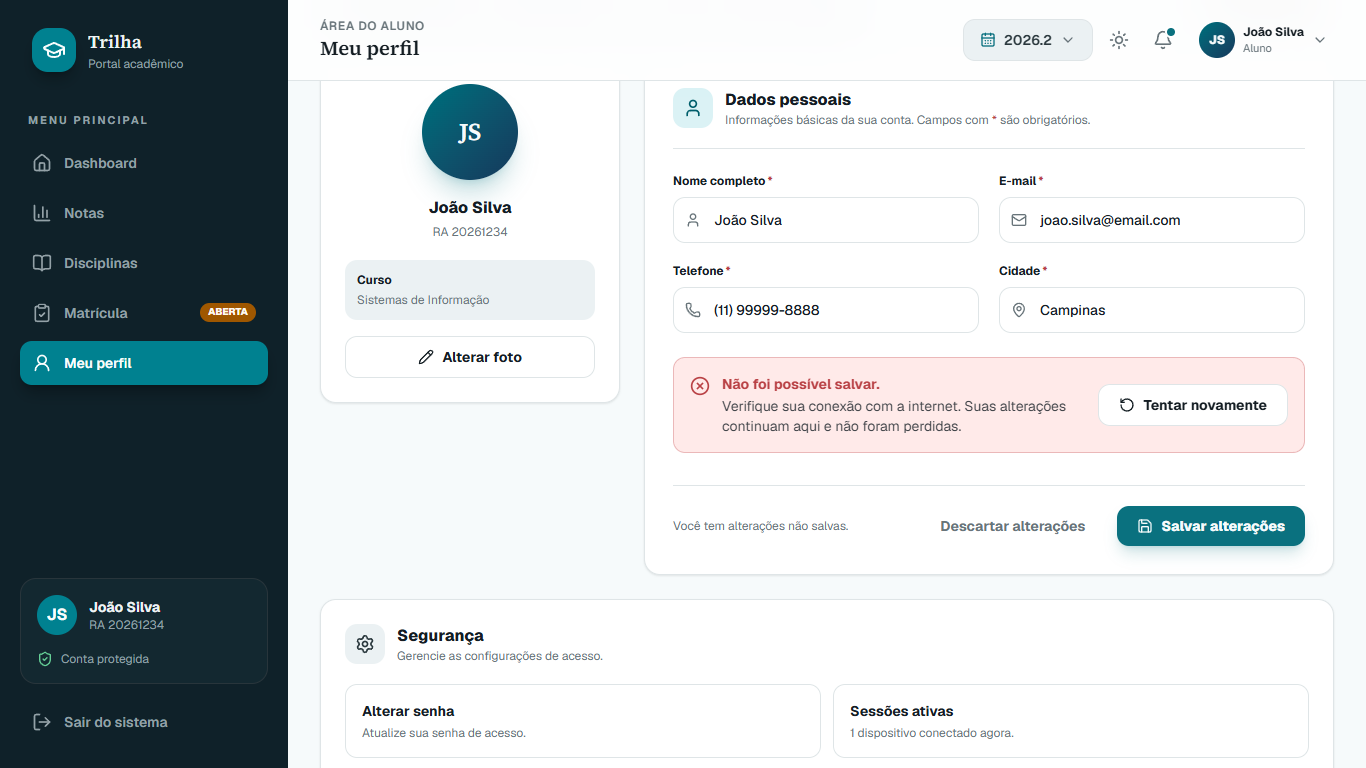 Trilha
Portal acadêmico
MENU PRINCIPAL
Dashboard
Notas
Disciplinas
Matrícula
ABERTA
Meu perfil
JS
João Silva
RA 20261234
Conta protegida
Sair do sistema
ÁREA DO ALUNO
Meu perfil
2026.2
JS
João Silva
Aluno
JS
João Silva
RA 20261234
Curso
Sistemas de Informação
Alterar foto
Dados pessoais
Informações básicas da sua conta. Campos com * são obrigatórios.
Nome completo *
João Silva
E-mail *
joao.silva@email.com
Telefone *
(11) 99999-8888
Cidade *
Campinas
Não foi possível salvar.
Verifique sua conexão com a internet. Suas alterações
continuam aqui e não foram perdidas.
Tentar novamente
Você tem alterações não salvas.
Descartar alterações
Salvar alterações
Segurança
Gerencie as configurações de acesso.
Alterar senha
Atualize sua senha de acesso.
Sessões ativas
1 dispositivo conectado agora.